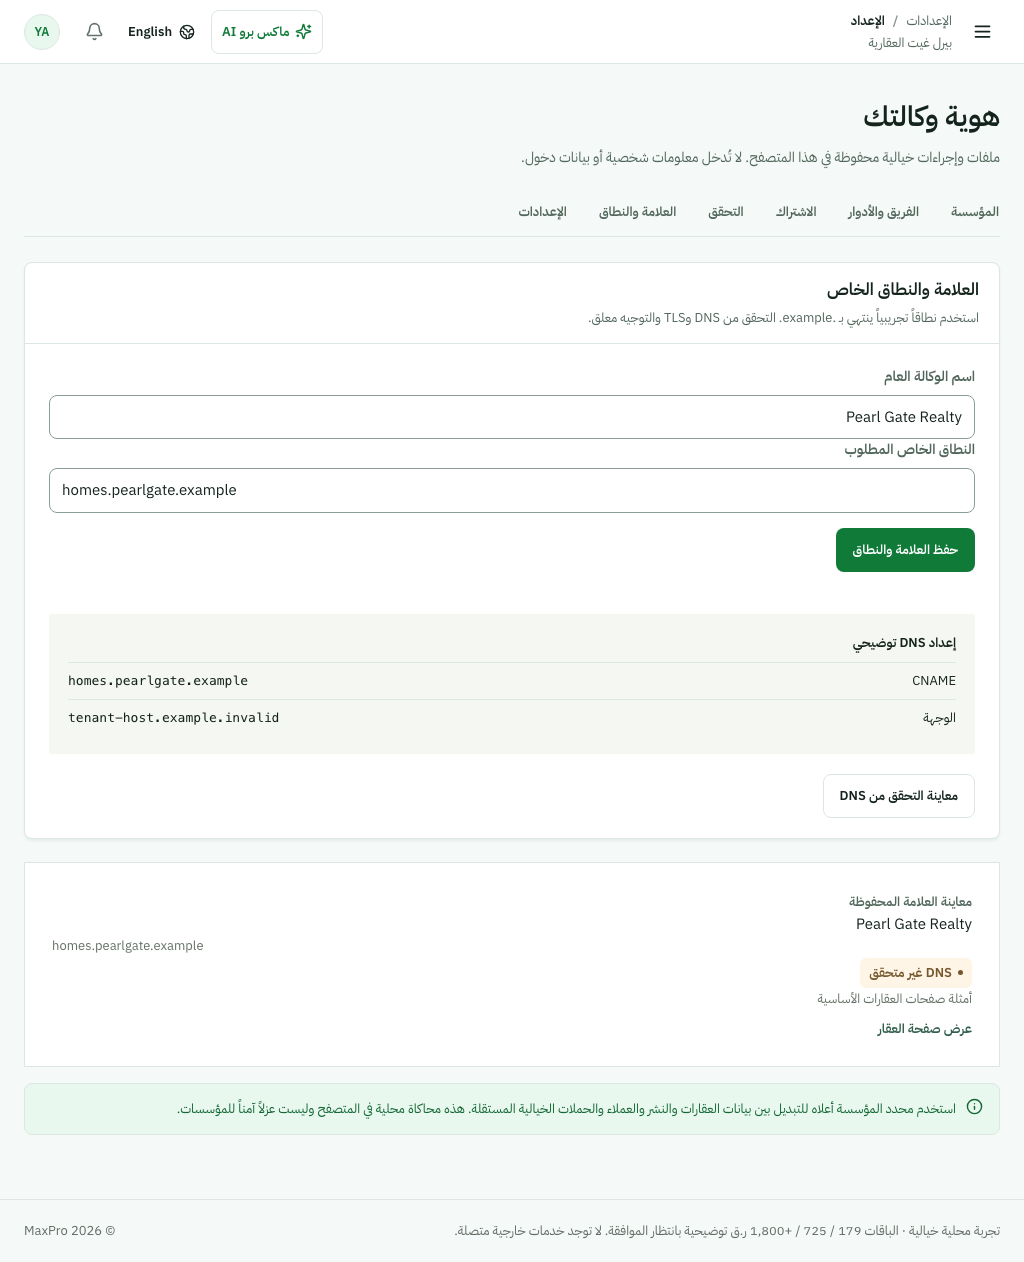 الإعدادات / الإعداد
بيرل غيت العقارية
ماكس برو AI
English
YA
هوية وكالتك
ملفات وإجراءات خيالية محفوظة في هذا المتصفح. لا تُدخل معلومات شخصية أو بيانات دخول.
المؤسسة
الفريق والأدوار
الاشتراك
التحقق
العلامة والنطاق
الإعدادات
العلامة والنطاق الخاص
استخدم نطاقاً تجريبياً ينتهي بـ .example. التحقق من DNS وTLS والتوجيه معلق.
اسم الوكالة العام
Pearl Gate Realty
النطاق الخاص المطلوب
homes.pearlgate.example
حفظ العلامة والنطاق
إعداد DNS توضيحي
CNAME homes.pearlgate.example
الوجهة tenant-host.example.invalid
معاينة التحقق من DNS
معاينة العلامة المحفوظة
Pearl Gate Realty
homes.pearlgate.example
• DNS غير متحقق
أمثلة صفحات العقارات الأساسية
عرض صفحة العقار
استخدم محدد المؤسسة أعلاه للتبديل بين بيانات العقارات والنشر والعملاء والحملات الخيالية المستقلة. هذه محاكاة محلية في المتصفح وليست عزلاً آمناً للمؤسسات.
تجربة محلية خيالية · الباقات 179 / 725 / +1,800 ر.ق توضيحية بانتظار الموافقة. لا توجد خدمات خارجية متصلة.
© 2026 MaxPro